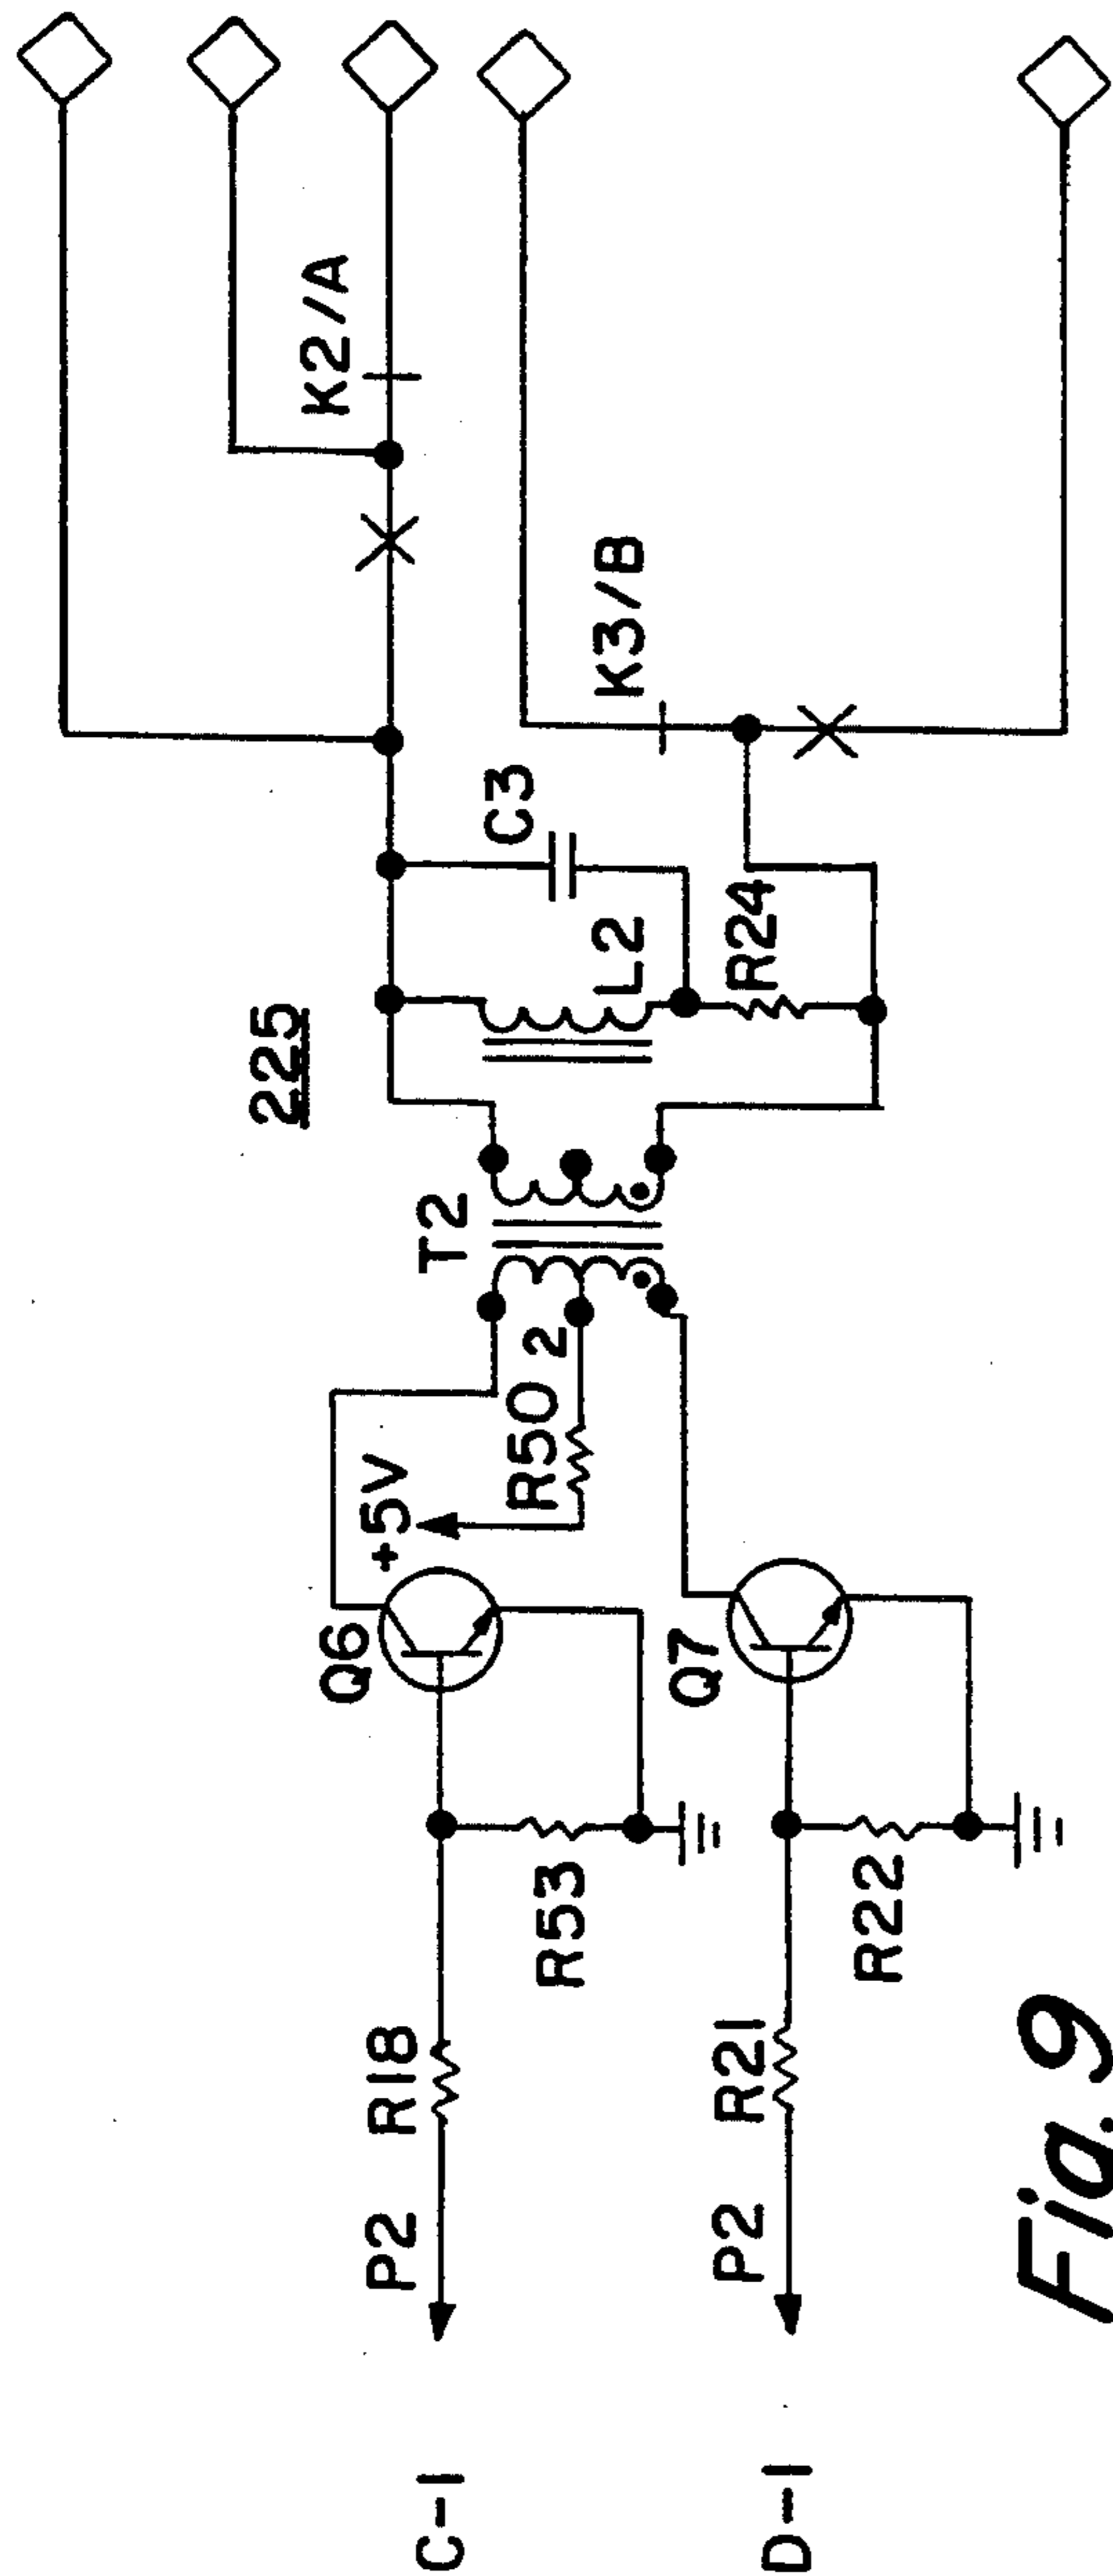 225
K2/A
T2
C3
L2
K3/B
R24
Q6
+5V
R50
2
C-1
P2
R18
R53
Q7
D-1
P2
R21
R22
Fig. 9